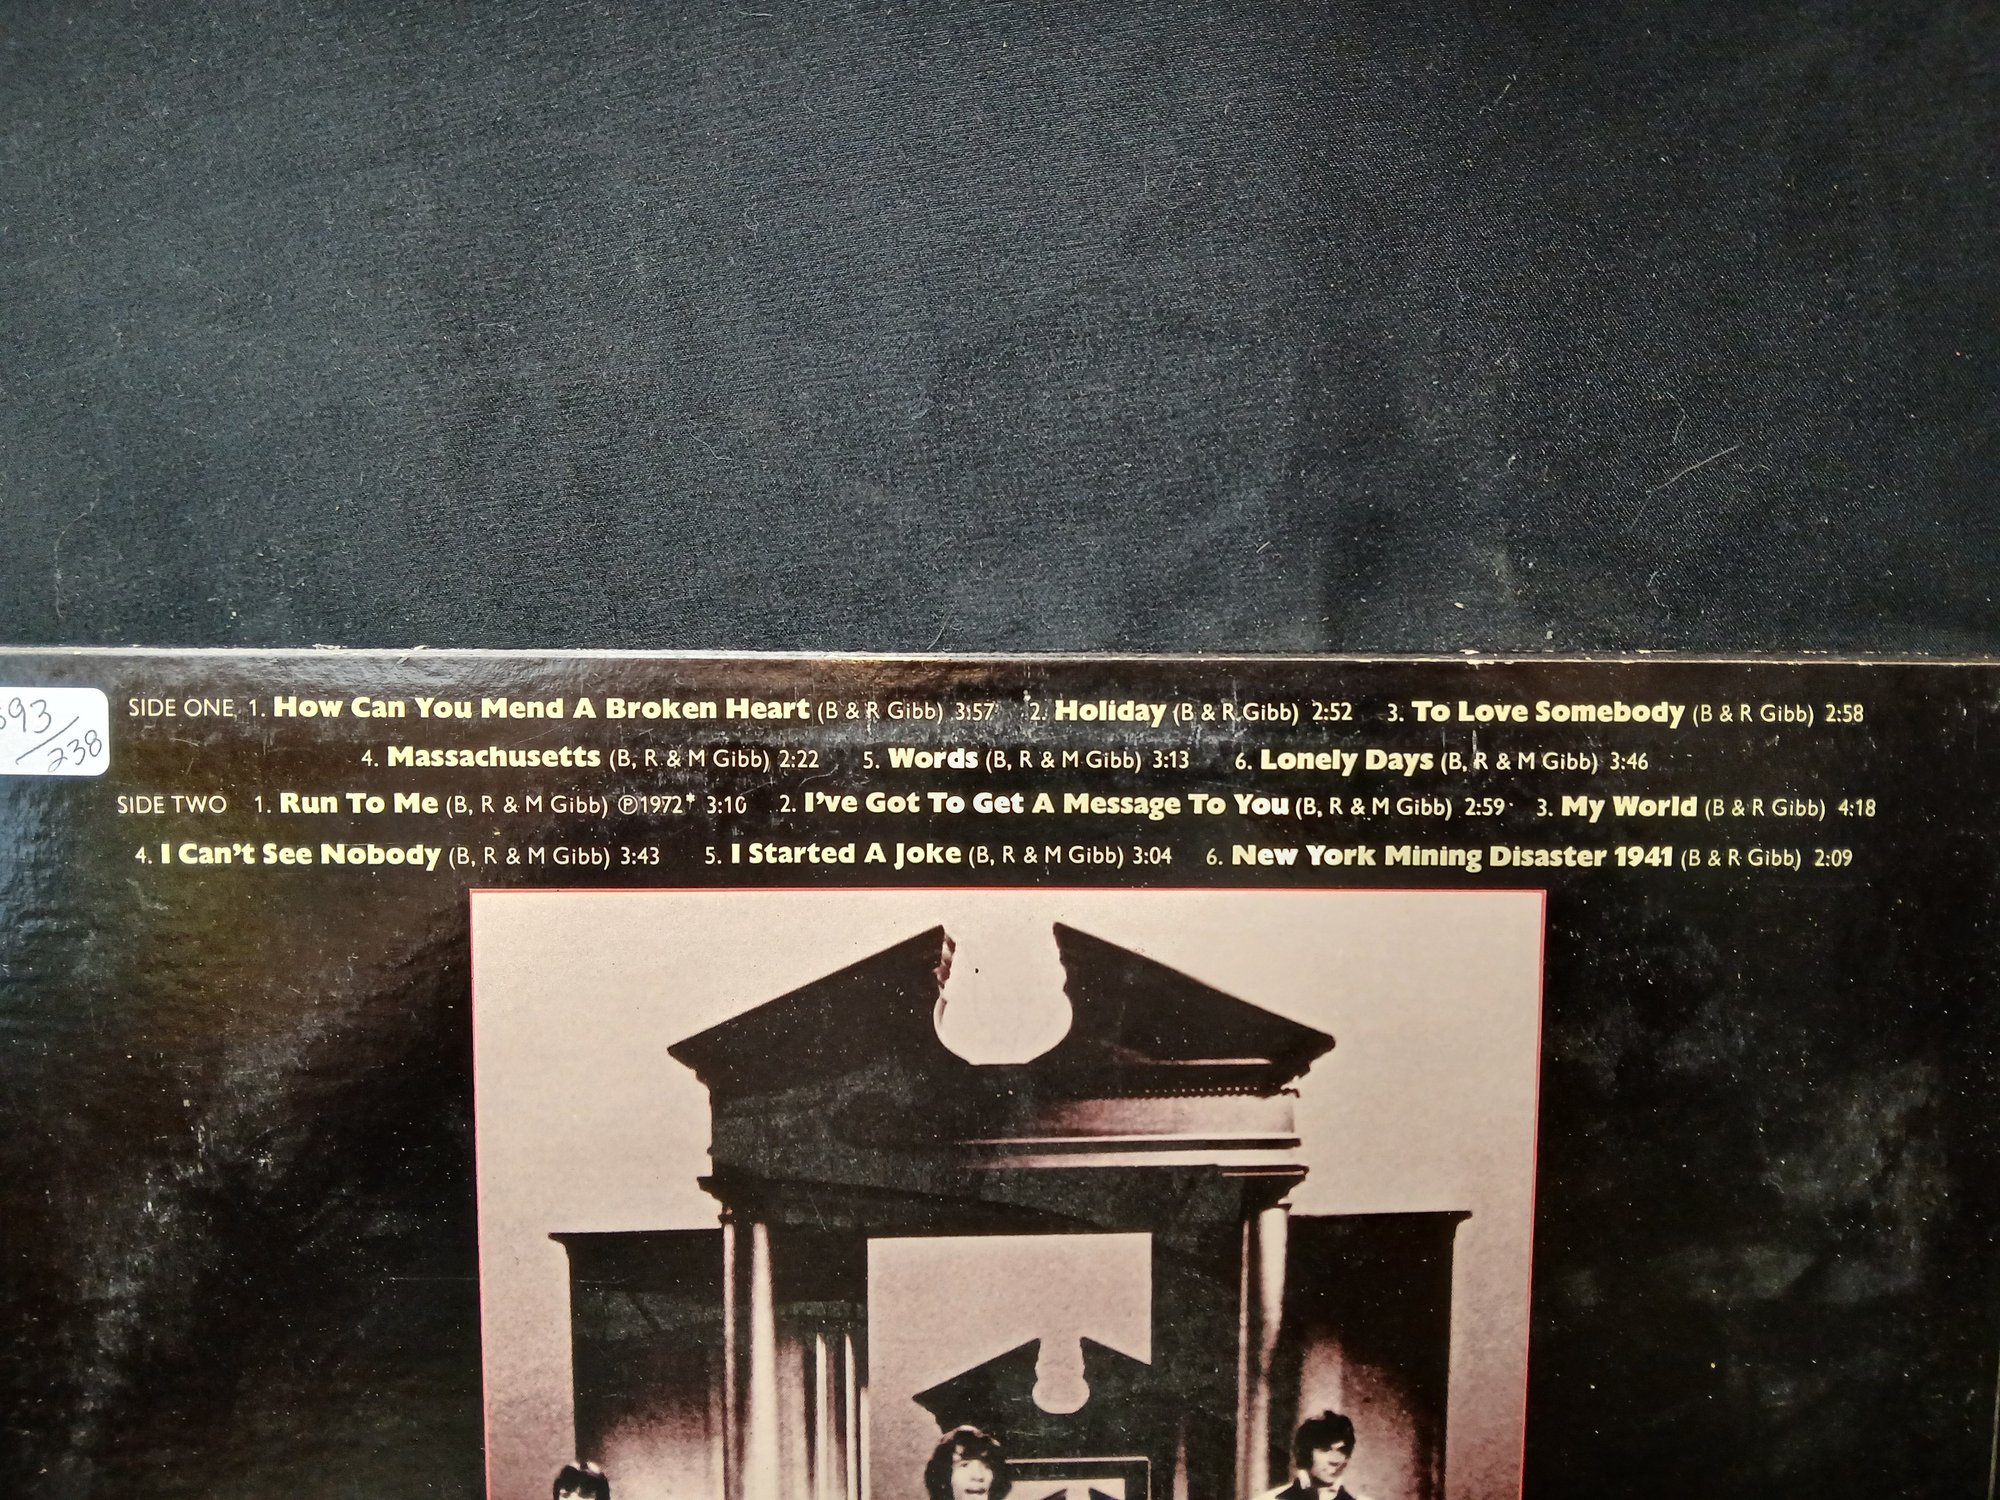 SIDE ONE 1. How Can You Mend A Broken Heart (B & R Gibb) 3:57 2. Holiday (B & R Gibb) 2:52 3. To Love Somebody (B & R Gibb) 2:58
4. Massachusetts (B, R & M Gibb) 2:22 5. Words (B, R & M Gibb) 3:13 6. Lonely Days (B, R & M Gibb) 3:46
SIDE TWO 1. Run To Me (B, R & M Gibb) ℗1972* 3:10 2. I've Got To Get A Message To You (B, R & M Gibb) 2:59 3. My World (B & R Gibb) 4:18
4. I Can't See Nobody (B, R & M Gibb) 3:43 5. I Started A Joke (B, R & M Gibb) 3:04 6. New York Mining Disaster 1941 (B & R Gibb) 2:09
238